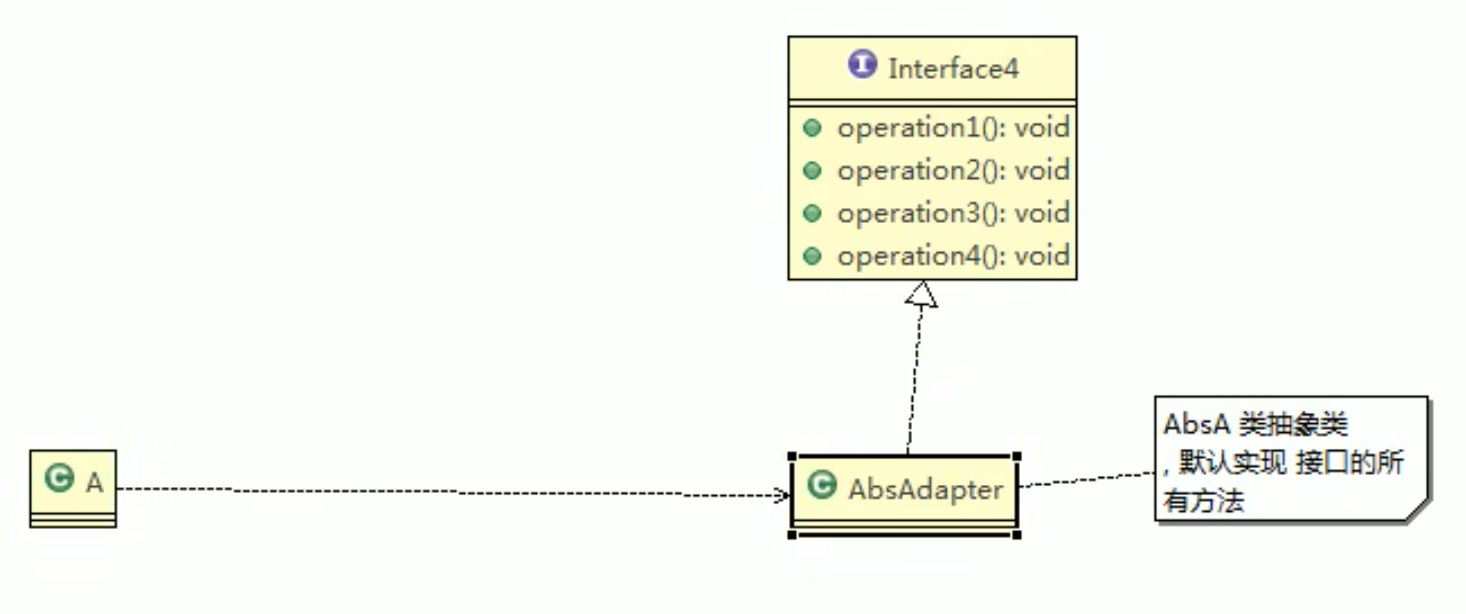 Interface4
operation1(): void
operation2(): void
operation3(): void
operation4(): void
A
AbsAdapter
AbsA 类抽象类
, 默认实现 接口的所
有方法